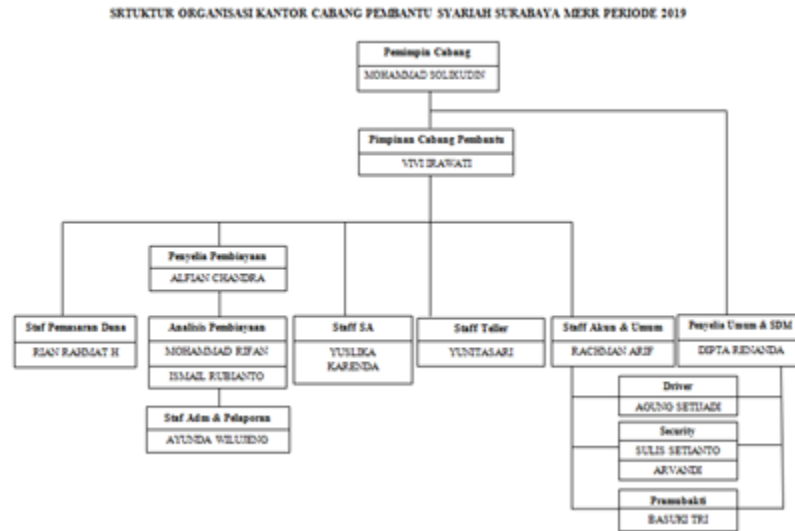 SRTUKTUR ORGANISASI KANTOR CABANG PEMBANTU SYARIAH SURABAYA MERR PERIODE 2019
Pemimpin Cabang
MOHAMMAD SOLIKUDIN
Pimpinan Cabang Pembantu
VIVI IRAWATI
Penyelia Pembiayaan
ALFIAN CHANDRA
Staf Pemasaran Dana
RIAN RAHMAT H
Analisis Pembiayaan
MOHAMMAD RIFAN
ISMAIL RUBIANTO
Staff SA
YUSLIKA
KARENDA
Staff Teller
YUNITASARI
Staff Akun & Umum
RACHMAN ARIF
Penyelia Umum & SDM
DIPTA RENANDA
Staf Adm & Pelaporan
AYUNDA WILUJENG
Driver
AGUNG SETIJADI
Security
SULIS SETIANTO
ARVANDI
Pramubakti
BASUKI TRI